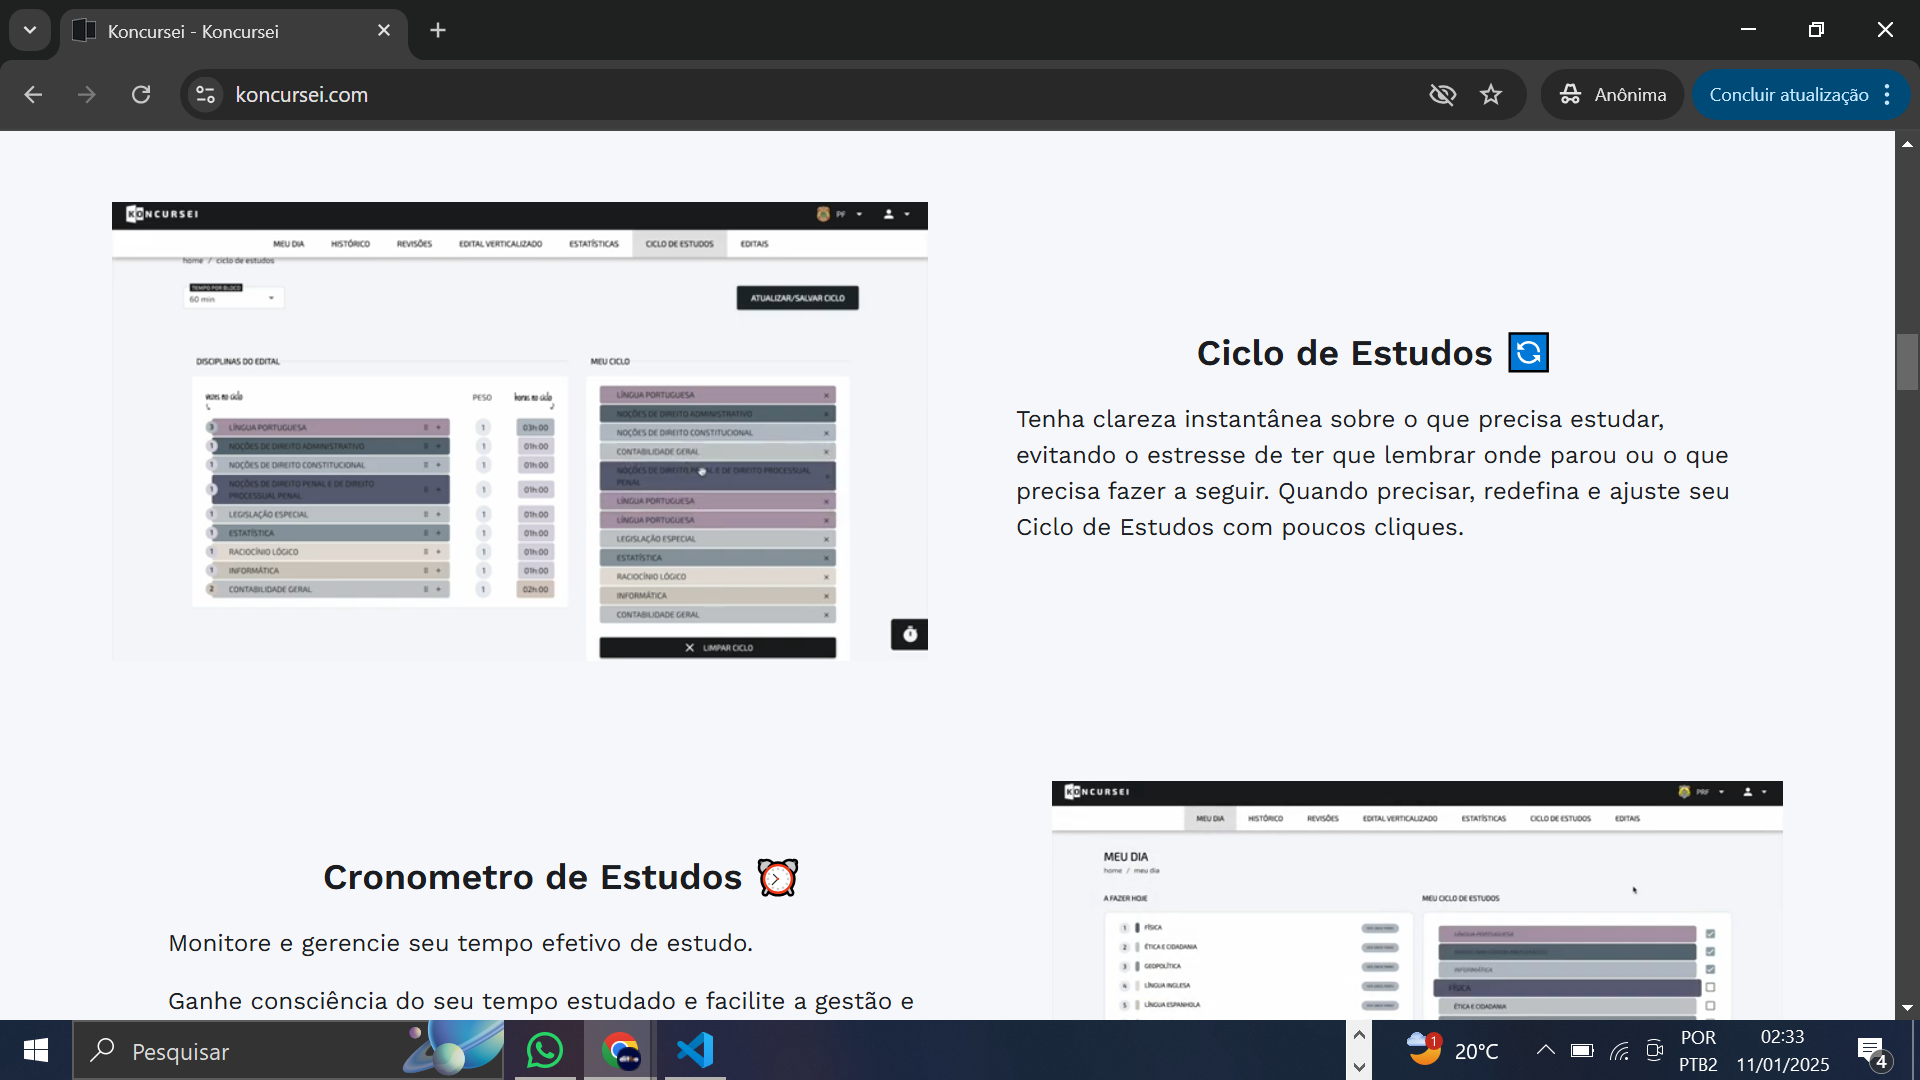 Koncursei - Koncursei
koncursei.com
Anônima
Concluir atualização
KONCURSEI
PF
MEU DIA HISTÓRICO REVISÕES EDITAL VERTICALIZADO ESTATÍSTICAS CICLO DE ESTUDOS EDITAIS
home / ciclo de estudos
TEMPO POR BLOCO
60 min
ATUALIZAR/SALVAR CICLO
DISCIPLINAS DO EDITAL
vezes no ciclo PESO horas no ciclo
3 LÍNGUA PORTUGUESA 1 03h:00
1 NOÇÕES DE DIREITO ADMINISTRATIVO 1 01h:00
1 NOÇÕES DE DIREITO CONSTITUCIONAL 1 01h:00
1 NOÇÕES DE DIREITO PENAL E DE DIREITO PROCESSUAL PENAL 1 01h:00
1 LEGISLAÇÃO ESPECIAL 1 01h:00
1 ESTATÍSTICA 1 01h:00
1 RACIOCÍNIO LÓGICO 1 01h:00
1 INFORMÁTICA 1 01h:00
2 CONTABILIDADE GERAL 1 02h:00
MEU CICLO
LÍNGUA PORTUGUESA
NOÇÕES DE DIREITO ADMINISTRATIVO
NOÇÕES DE DIREITO CONSTITUCIONAL
CONTABILIDADE GERAL
NOÇÕES DE DIREITO PENAL E DE DIREITO PROCESSUAL
PENAL
LÍNGUA PORTUGUESA
LÍNGUA PORTUGUESA
LEGISLAÇÃO ESPECIAL
ESTATÍSTICA
RACIOCÍNIO LÓGICO
INFORMÁTICA
CONTABILIDADE GERAL
LIMPAR CICLO
Ciclo de Estudos
Tenha clareza instantânea sobre o que precisa estudar,
evitando o estresse de ter que lembrar onde parou ou o que
precisa fazer a seguir. Quando precisar, redefina e ajuste seu
Ciclo de Estudos com poucos cliques.
Cronometro de Estudos
Monitore e gerencie seu tempo efetivo de estudo.
Ganhe consciência do seu tempo estudado e facilite a gestão e
KONCURSEI
PRF
MEU DIA HISTÓRICO REVISÕES EDITAL VERTICALIZADO ESTATÍSTICAS CICLO DE ESTUDOS EDITAIS
MEU DIA
home / meu dia
A FAZER HOJE
1 FÍSICA
2 ÉTICA E CIDADANIA
3 GEOPOLÍTICA
4 LÍNGUA INGLESA
5 LÍNGUA ESPANHOLA
MEU CICLO DE ESTUDOS
LÍNGUA PORTUGUESA
INFORMÁTICA
FÍSICA
ÉTICA E CIDADANIA
Pesquisar
1
20°C
POR
PTB2
02:33
11/01/2025
4